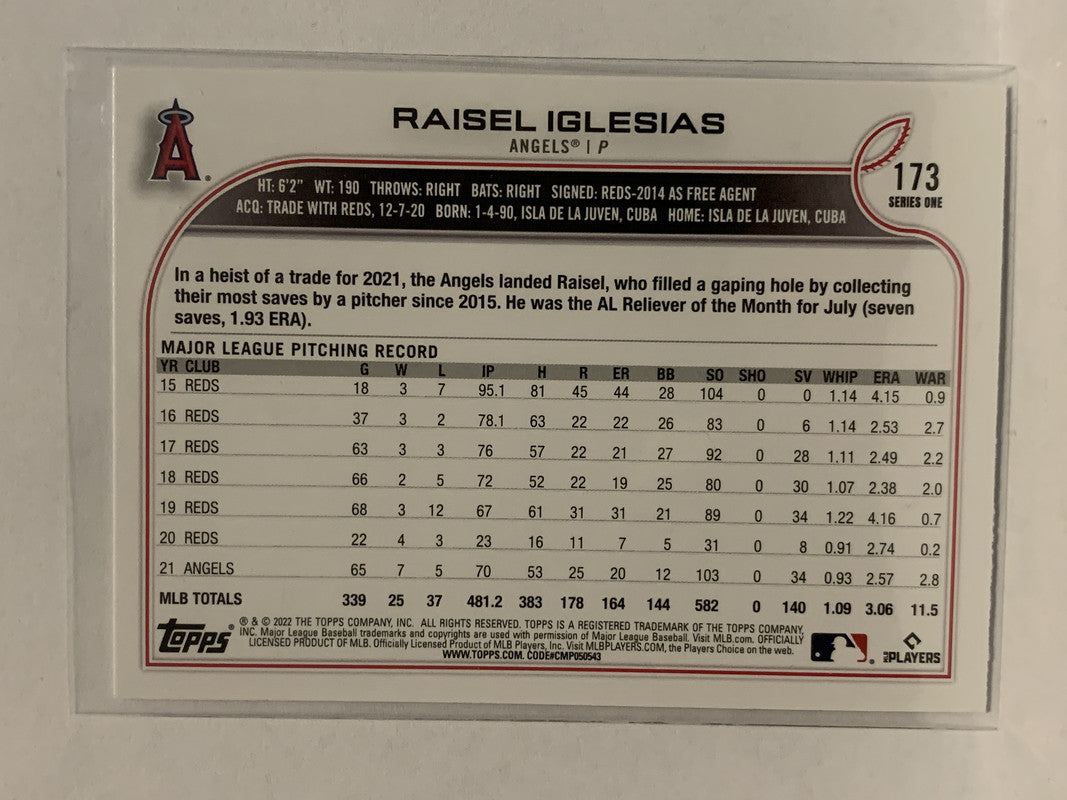 A
RAISEL IGLESIAS
ANGELS® | P
173
SERIES ONE
HT: 6'2" WT: 190 THROWS: RIGHT BATS: RIGHT SIGNED: REDS-2014 AS FREE AGENT
ACQ: TRADE WITH REDS, 12-7-20 BORN: 1-4-90, ISLA DE LA JUVEN, CUBA HOME: ISLA DE LA JUVEN, CUBA
In a heist of a trade for 2021, the Angels landed Raisel, who filled a gaping hole by collecting
their most saves by a pitcher since 2015. He was the AL Reliever of the Month for July (seven
saves, 1.93 ERA).
MAJOR LEAGUE PITCHING RECORD
YR CLUB G W L IP H R ER BB SO SHO SV WHIP ERA WAR
15 REDS 18 3 7 95.1 81 45 44 28 104 0 0 1.14 4.15 0.9
16 REDS 37 3 2 78.1 63 22 22 26 83 0 6 1.14 2.53 2.7
17 REDS 63 3 3 76 57 22 21 27 92 0 28 1.11 2.49 2.2
18 REDS 66 2 5 72 52 22 19 25 80 0 30 1.07 2.38 2.0
19 REDS 68 3 12 67 61 31 31 21 89 0 34 1.22 4.16 0.7
20 REDS 22 4 3 23 16 11 7 5 31 0 8 0.91 2.74 0.2
21 ANGELS 65 7 5 70 53 25 20 12 103 0 34 0.93 2.57 2.8
MLB TOTALS 339 25 37 481.2 383 178 164 144 582 0 140 1.09 3.06 11.5
Topps®
® & © 2022 THE TOPPS COMPANY, INC. ALL RIGHTS RESERVED. TOPPS IS A REGISTERED TRADEMARK OF THE TOPPS COMPANY,
INC. Major League Baseball trademarks and copyrights are used with permission of Major League Baseball. Visit MLB.com. OFFICIALLY
LICENSED PRODUCT OF MLB. Officially Licensed Product of MLB Players, Inc. Visit MLBPLAYERS.COM, the Players Choice on the web.
WWW.TOPPS.COM. CODE#CMP050543
MLB PLAYERS